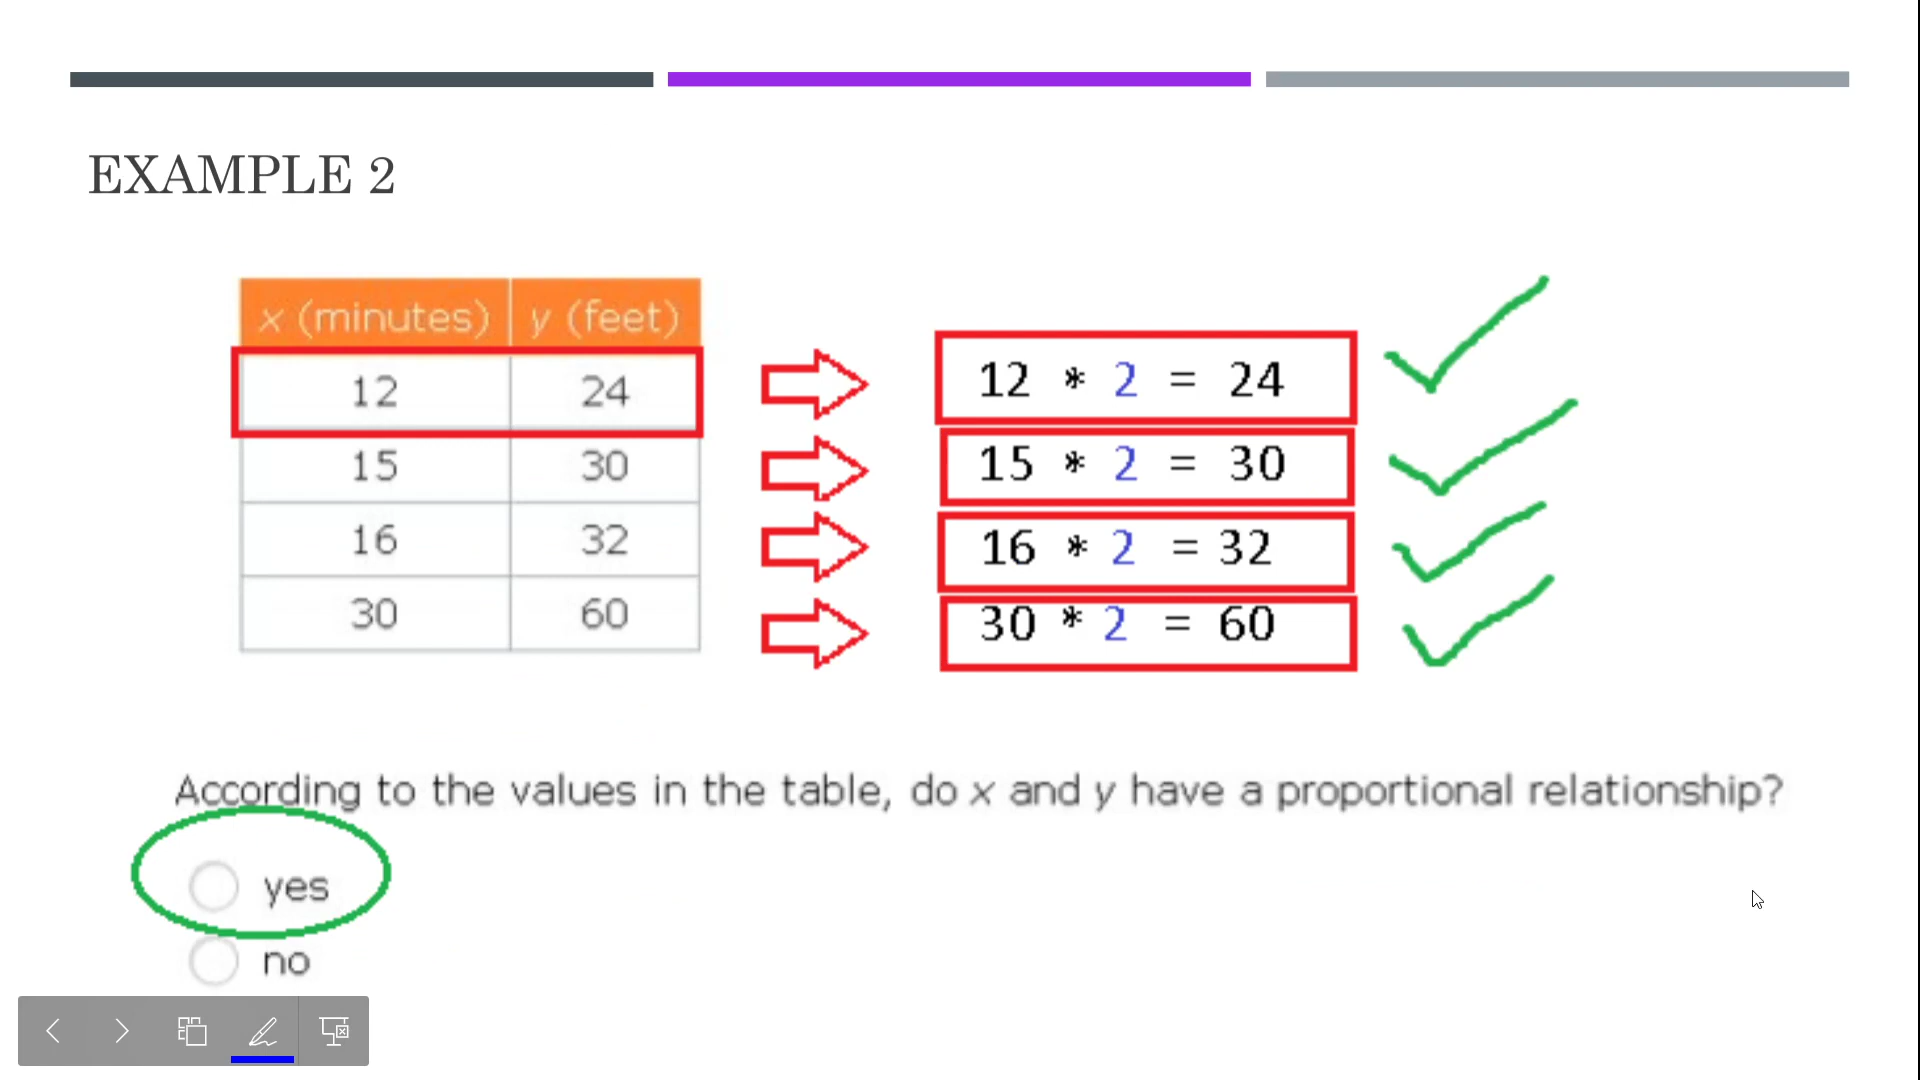 EXAMPLE 2
x (minutes) y (feet)
12 24
15 30
16 32
30 60
12 * 2 = 24
15 * 2 = 30
16 * 2 = 32
30 * 2 = 60
According to the values in the table, do x and y have a proportional relationship?
yes
no